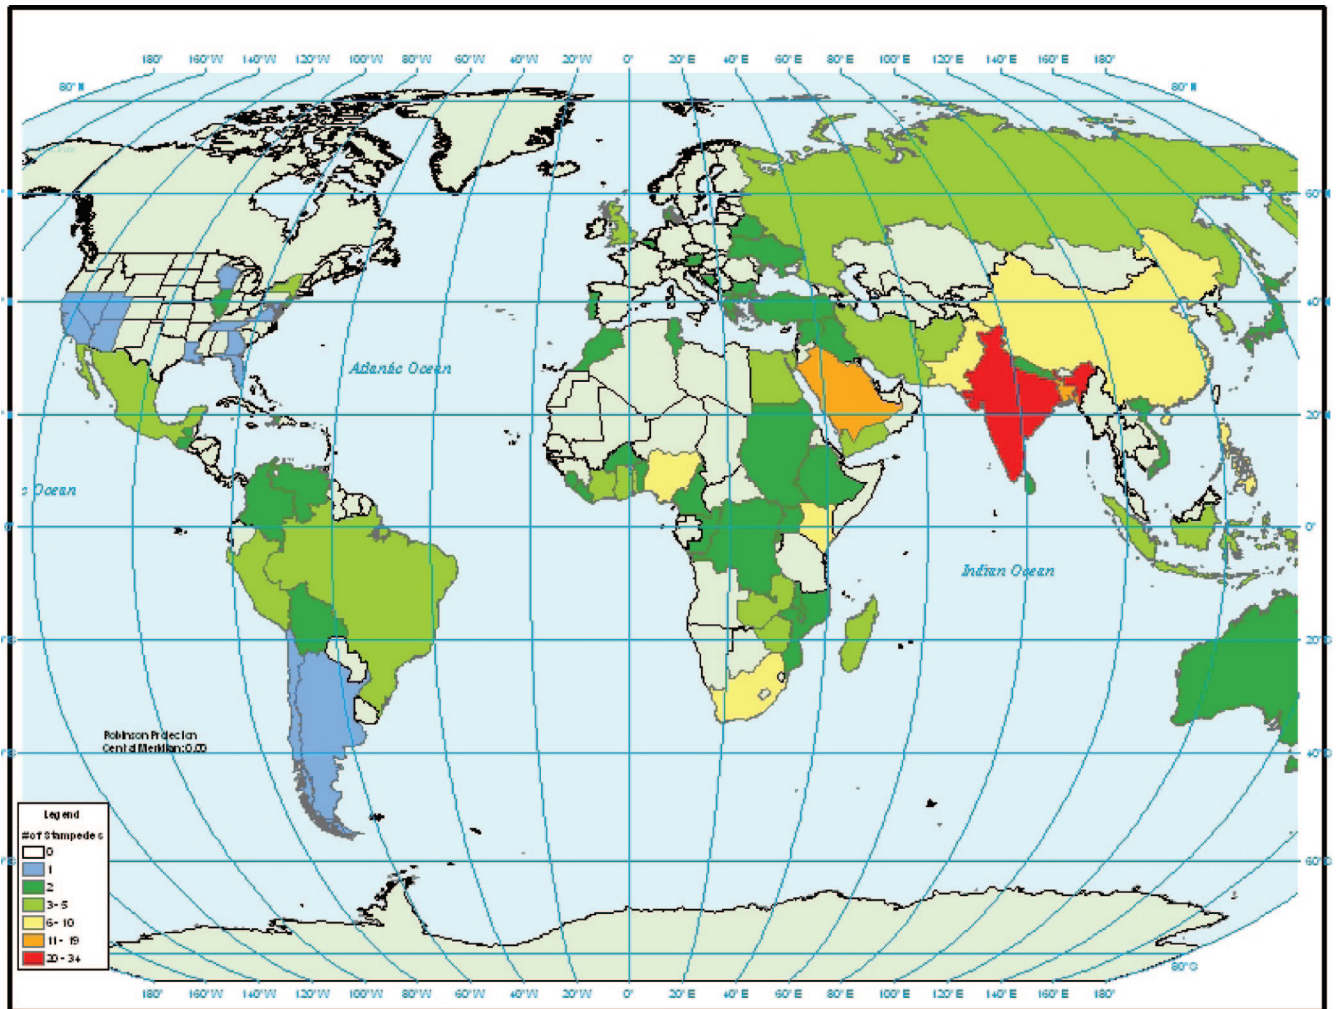 180° 160°W 140°W 120°W 100°W 80°W 60°W 40°W 20°W 0° 20°E 40°E 60°E 80°E 100°E 120°E 140°E 160°E 180°
80°N 80°N
60°N
40°N
Atlantic Ocean
20°N
Ocean
0° 0°
Indian Ocean
20°S
Robinson Projection
Central Meridian: 0.00
40°S
Legend
# of Stampedes
0
1
2
3 - 5
6 - 10
11 - 19
20 - 34
60°S
80°S
180° 160°W 140°W 120°W 100°W 80°W 60°W 40°W 20°W 0° 20°E 40°E 60°E 80°E 100°E 120°E 140°E 160°E 180°